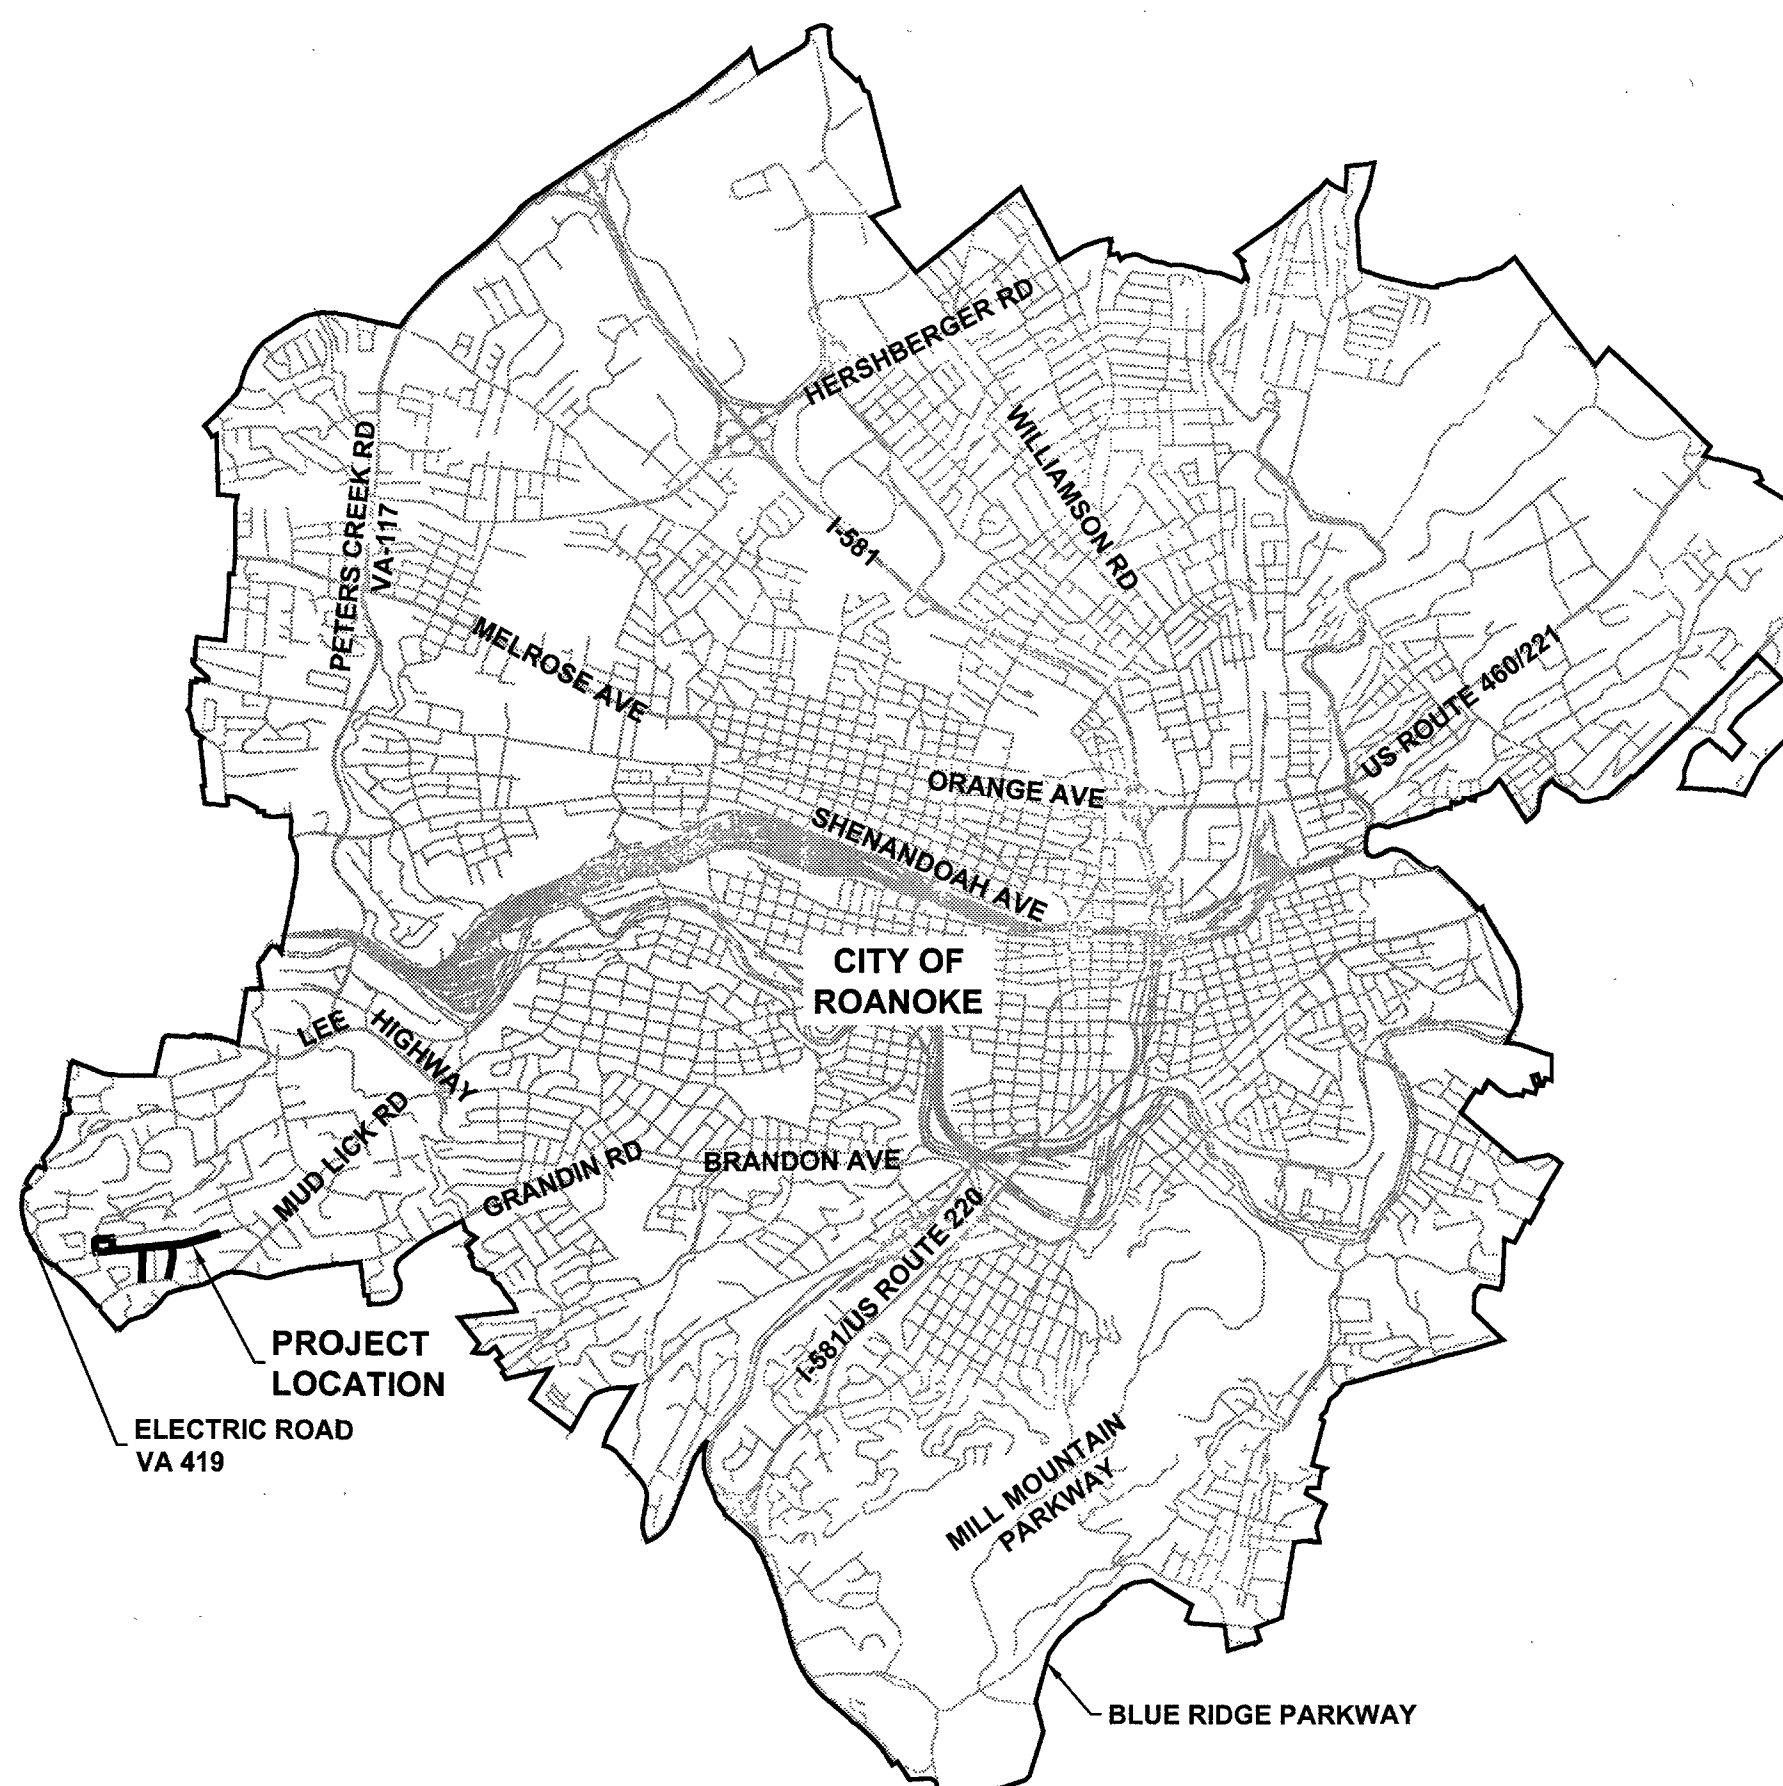 HERSHBERGER RD
WILLIAMSON RD
PETERS CREEK RD
VA-117
I-581
MELROSE AVE
US ROUTE 460/221
ORANGE AVE
SHENANDOAH AVE
CITY OF
ROANOKE
LEE HIGHWAY
MUD LICK RD
GRANDIN RD
BRANDON AVE
I-581/US ROUTE 220
PROJECT
LOCATION
ELECTRIC ROAD
VA 419
MILL MOUNTAIN
PARKWAY
BLUE RIDGE PARKWAY